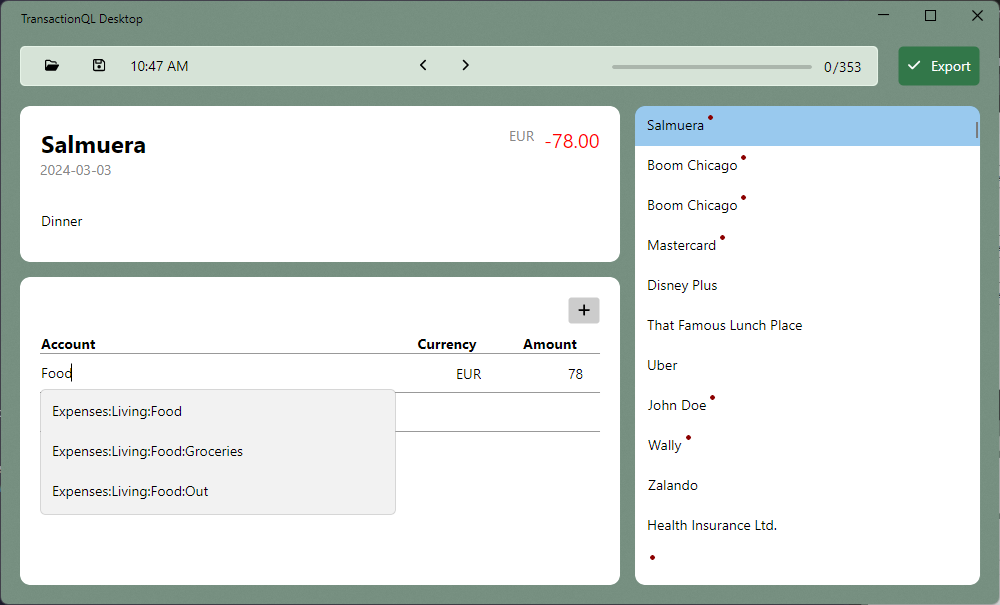 TransactionQL Desktop
10:47 AM
0/353
Export
Salmuera
EUR -78.00
2024-03-03
Dinner
Account Currency Amount
Food EUR 78
Expenses:Living:Food
Expenses:Living:Food:Groceries
Expenses:Living:Food:Out
Salmuera
Boom Chicago
Boom Chicago
Mastercard
Disney Plus
That Famous Lunch Place
Uber
John Doe
Wally
Zalando
Health Insurance Ltd.